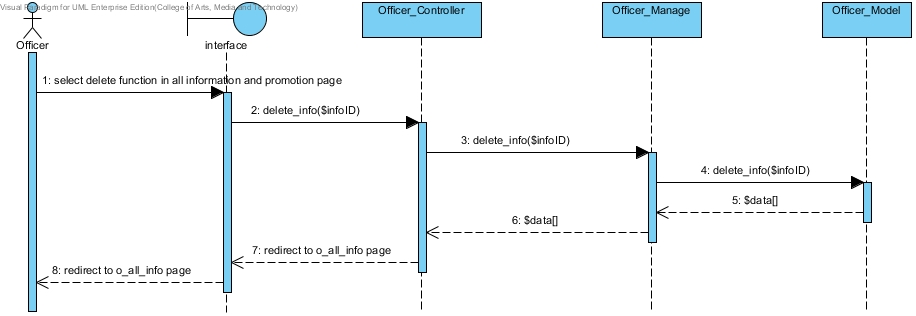 Visual Paradigm for UML Enterprise Edition(College of Arts, Media and Technology)
Officer
interface
Officer_Controller
Officer_Manage
Officer_Model
1: select delete function in all information and promotion page
2: delete_info($infoID)
3: delete_info($infoID)
4: delete_info($infoID)
5: $data[]
6: $data[]
7: redirect to o_all_info page
8: redirect to o_all_info page